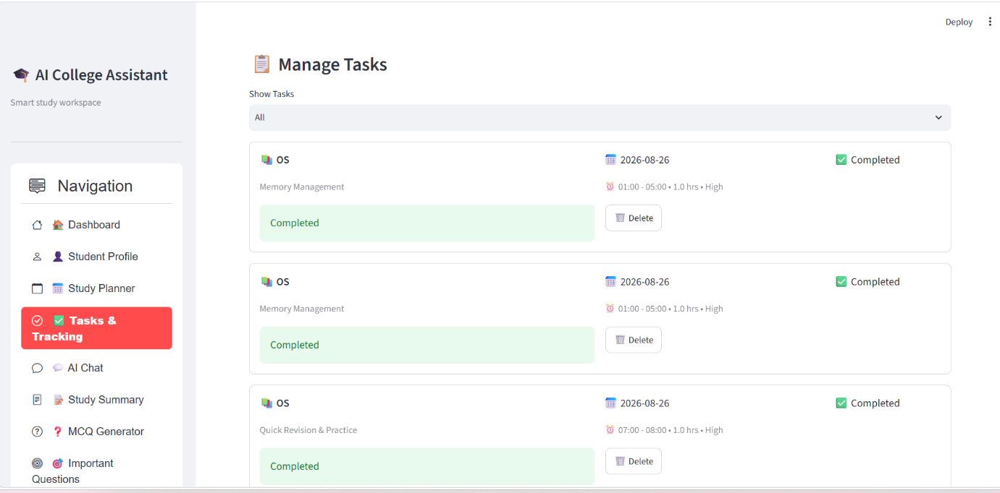 Deploy
AI College Assistant
Smart study workspace
Navigation
Dashboard
Student Profile
Study Planner
Tasks &
Tracking
AI Chat
Study Summary
MCQ Generator
Important
Questions
Manage Tasks
Show Tasks
All
OS
2026-08-26
Completed
Memory Management
01:00 - 05:00 • 1.0 hrs • High
Completed
Delete
OS
2026-08-26
Completed
Memory Management
01:00 - 05:00 • 1.0 hrs • High
Completed
Delete
OS
2026-08-26
Completed
Quick Revision & Practice
07:00 - 08:00 • 1.0 hrs • High
Completed
Delete